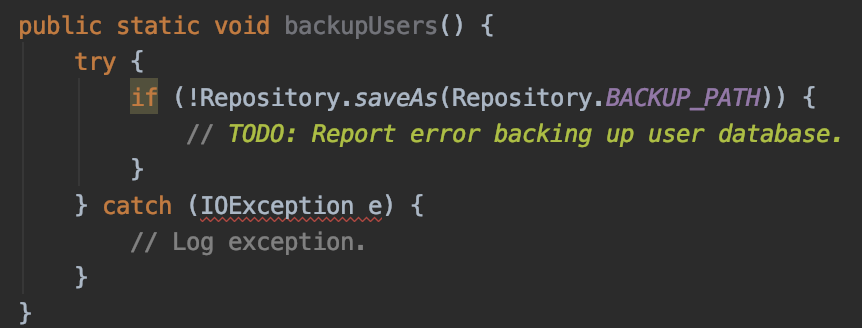 public static void backupUsers() {
    try {
        if (!Repository.saveAs(Repository.BACKUP_PATH)) {
            // TODO: Report error backing up user database.
        }
    } catch (IOException e) {
        // Log exception.
    }
}